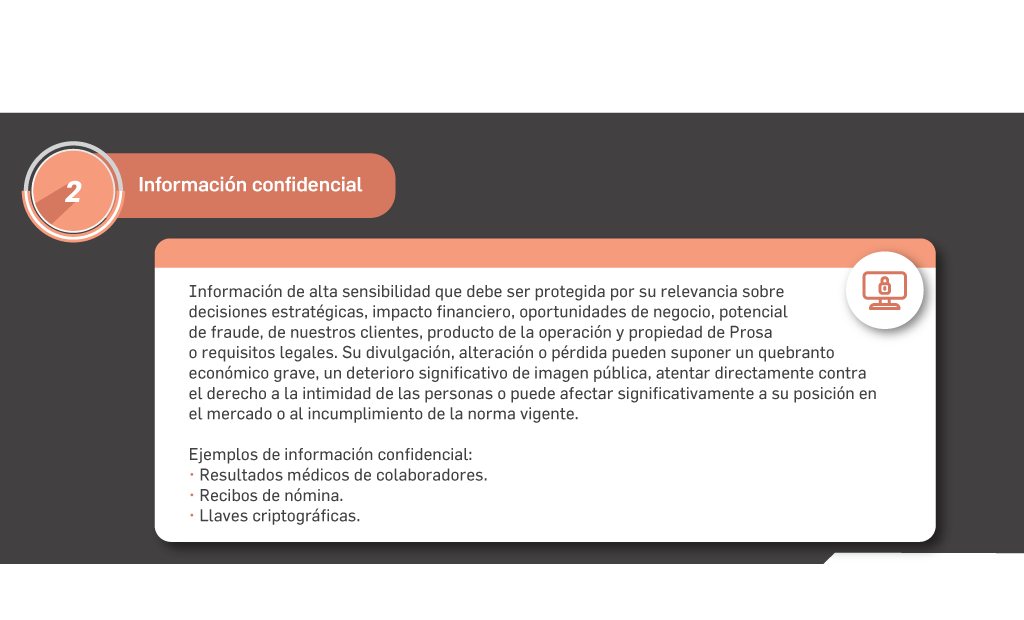 2
Información confidencial
Información de alta sensibilidad que debe ser protegida por su relevancia sobre
decisiones estratégicas, impacto financiero, oportunidades de negocio, potencial
de fraude, de nuestros clientes, producto de la operación y propiedad de Prosa
o requisitos legales. Su divulgación, alteración o pérdida pueden suponer un quebranto
económico grave, un deterioro significativo de imagen pública, atentar directamente contra
el derecho a la intimidad de las personas o puede afectar significativamente a su posición en
el mercado o al incumplimiento de la norma vigente.
Ejemplos de información confidencial:
· Resultados médicos de colaboradores.
· Recibos de nómina.
· Llaves criptográficas.